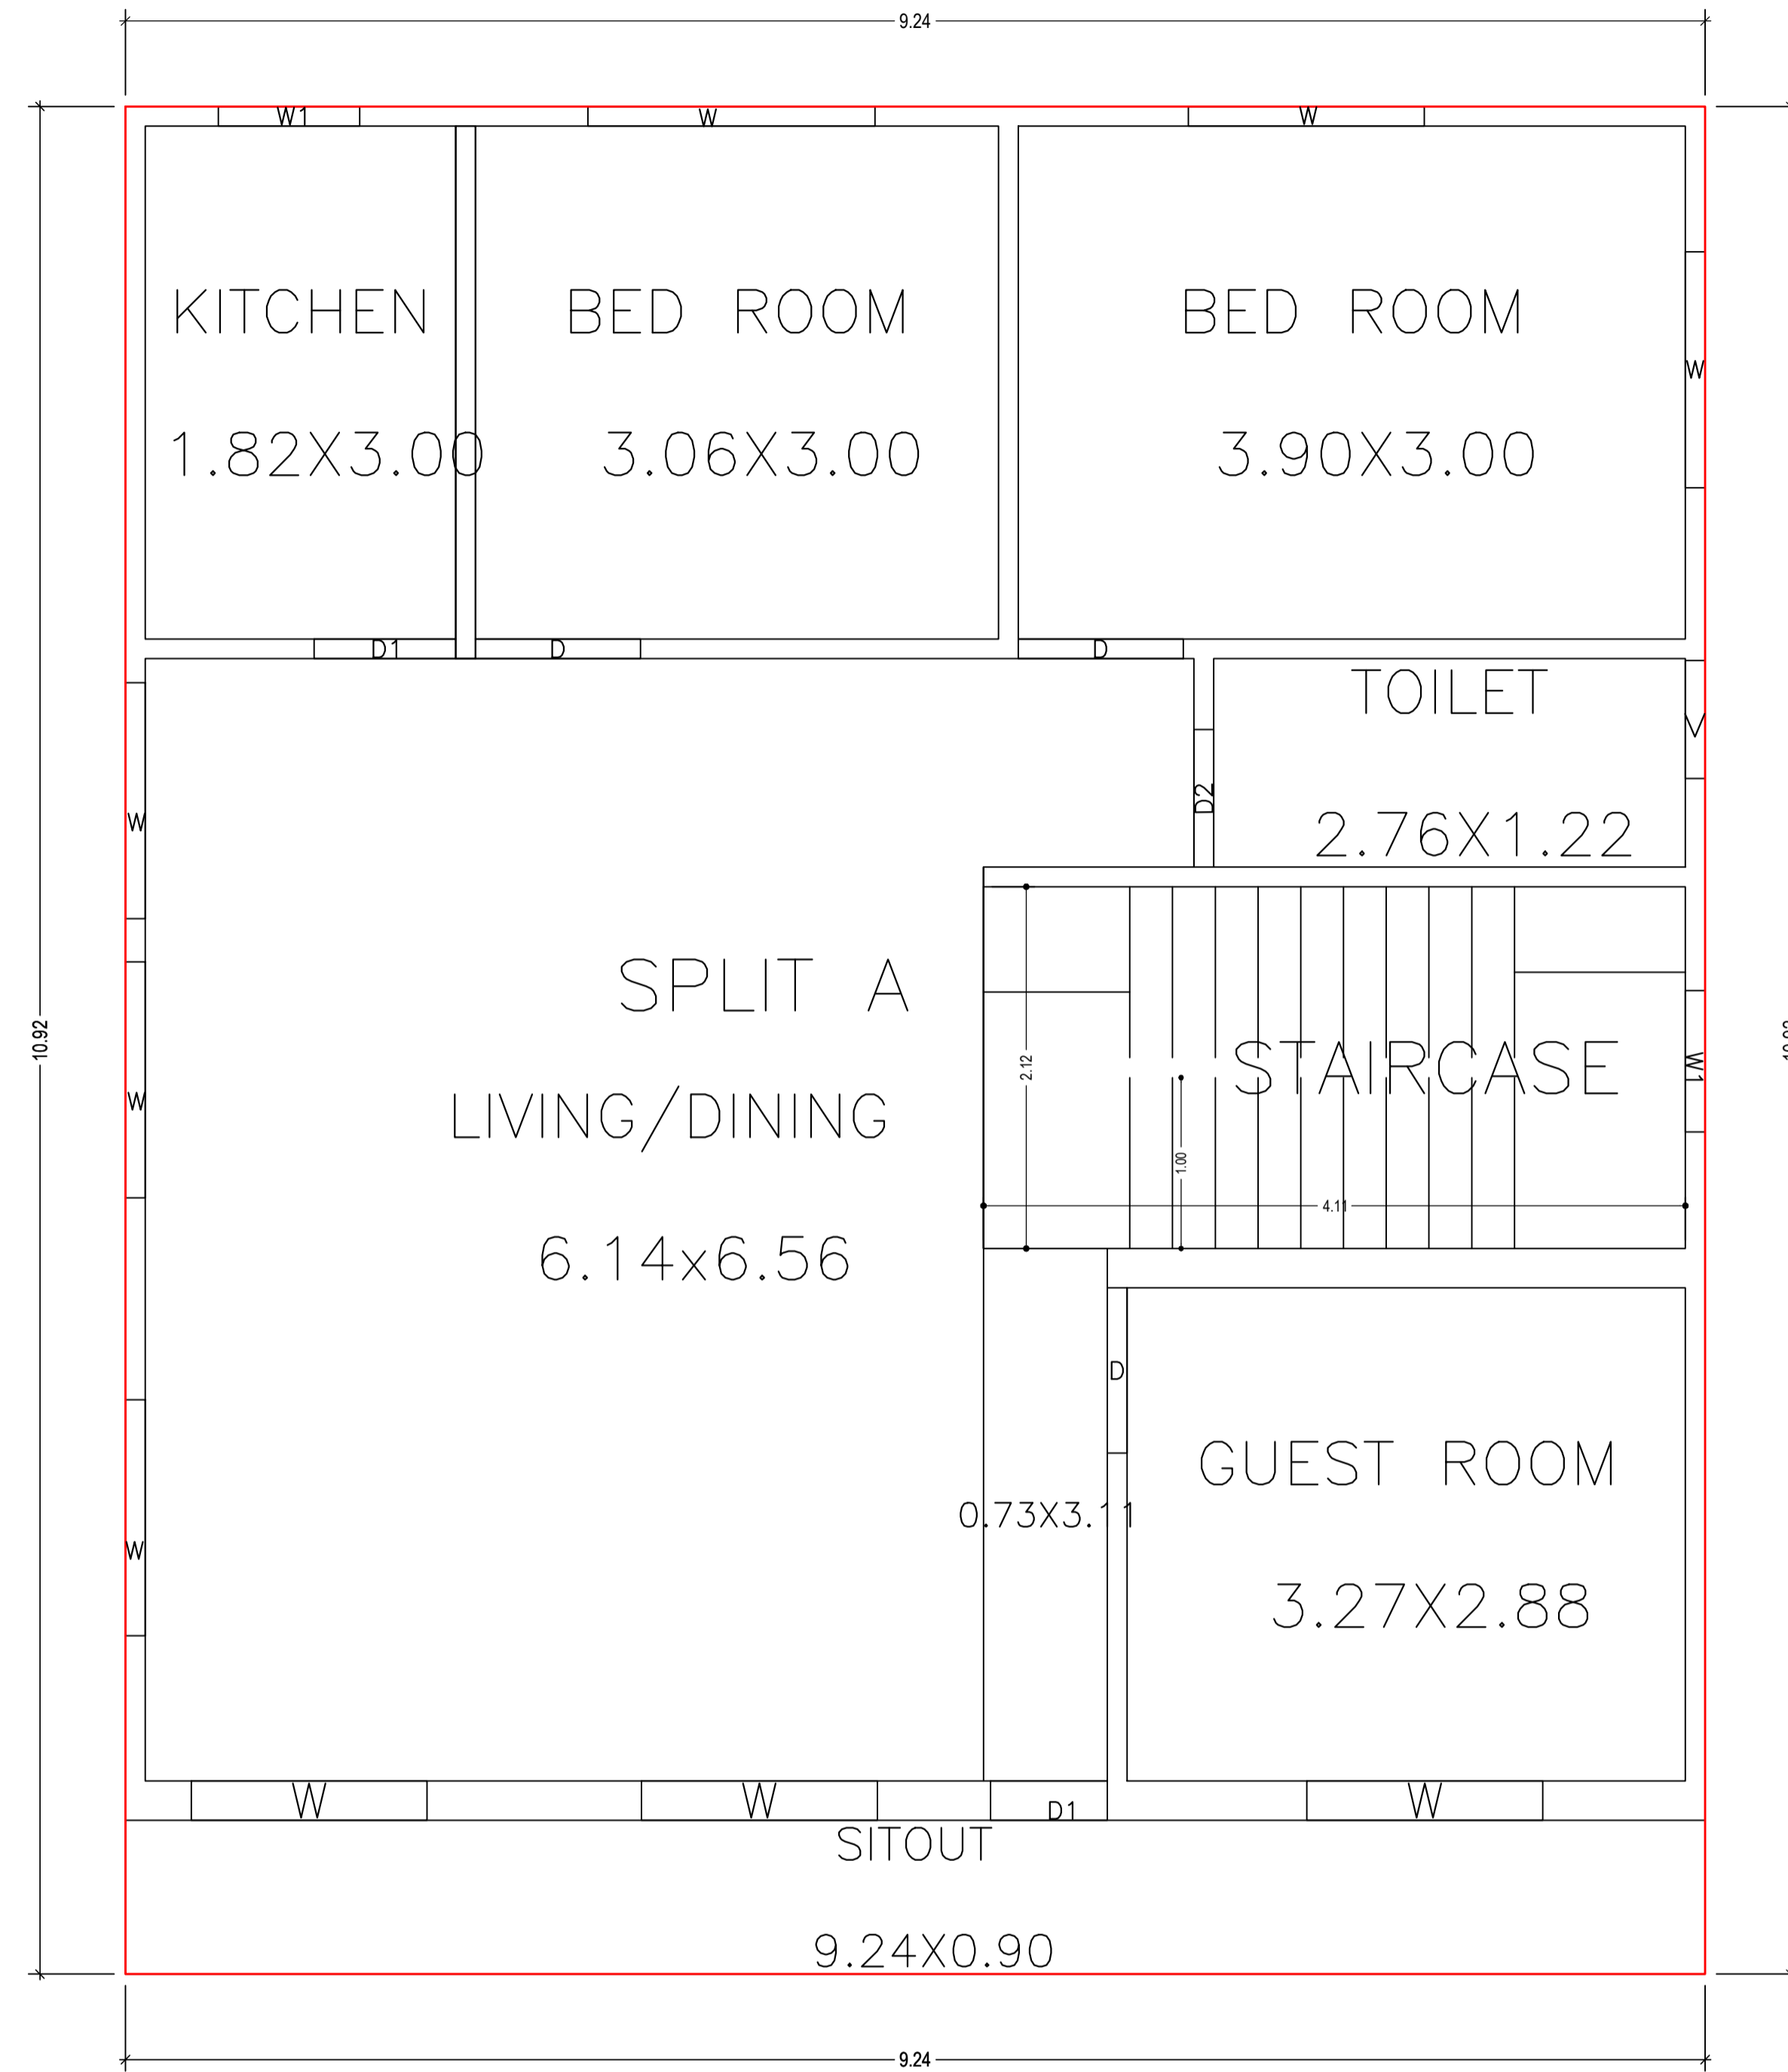 9.24
W1
W
W
KITCHEN
BED ROOM
BED ROOM
W
1.82X3.00
3.06X3.00
3.90X3.00
D1
D
D
TOILET
V
D2
2.76X1.22
W
SPLIT A
10.92
2.12
STAIRCASE
W1
W
LIVING/DINING
1.00
4.11
6.14x6.56
D
GUEST ROOM
0.73X3.11
W
3.27X2.88
W
W
D1
W
SITOUT
9.24X0.90
9.24